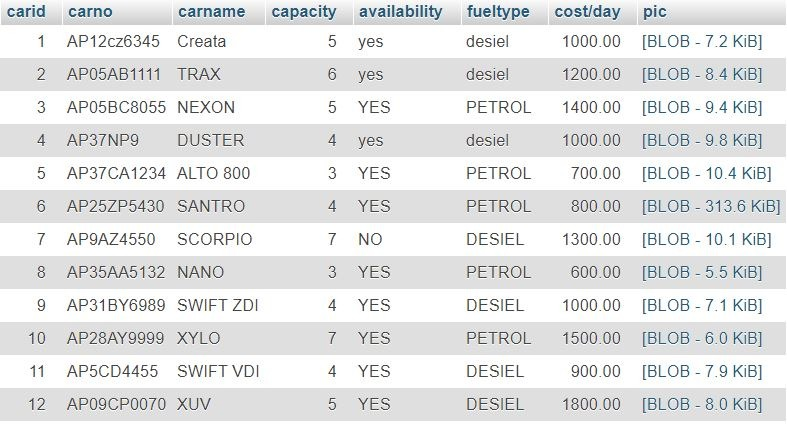 carid carno carname capacity availability fueltype cost/day pic
1 AP12cz6345 Creata 5 yes desiel 1000.00 [BLOB - 7.2 KiB]
2 AP05AB1111 TRAX 6 yes desiel 1200.00 [BLOB - 8.4 KiB]
3 AP05BC8055 NEXON 5 YES PETROL 1400.00 [BLOB - 9.4 KiB]
4 AP37NP9 DUSTER 4 yes desiel 1000.00 [BLOB - 9.8 KiB]
5 AP37CA1234 ALTO 800 3 YES PETROL 700.00 [BLOB - 10.4 KiB]
6 AP25ZP5430 SANTRO 4 YES PETROL 800.00 [BLOB - 313.6 KiB]
7 AP9AZ4550 SCORPIO 7 NO DESIEL 1300.00 [BLOB - 10.1 KiB]
8 AP35AA5132 NANO 3 YES PETROL 600.00 [BLOB - 5.5 KiB]
9 AP31BY6989 SWIFT ZDI 4 YES DESIEL 1000.00 [BLOB - 7.1 KiB]
10 AP28AY9999 XYLO 7 YES PETROL 1500.00 [BLOB - 6.0 KiB]
11 AP5CD4455 SWIFT VDI 4 YES DESIEL 900.00 [BLOB - 7.9 KiB]
12 AP09CP0070 XUV 5 YES DESIEL 1800.00 [BLOB - 8.0 KiB]